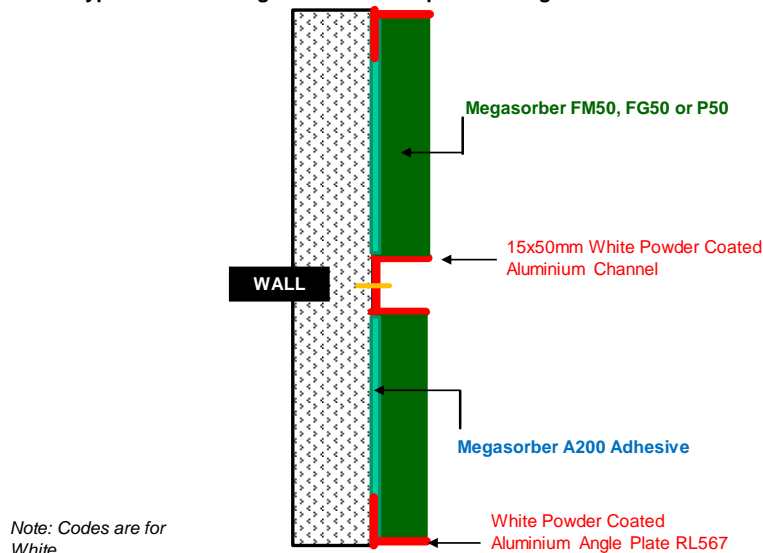 Megasorber FM50, FG50 or P50
15x50mm White Powder Coated
Aluminium Channel
WALL
Megasorber A200 Adhesive
Note: Codes are for
White
White Powder Coated
Aluminium Angle Plate RL567